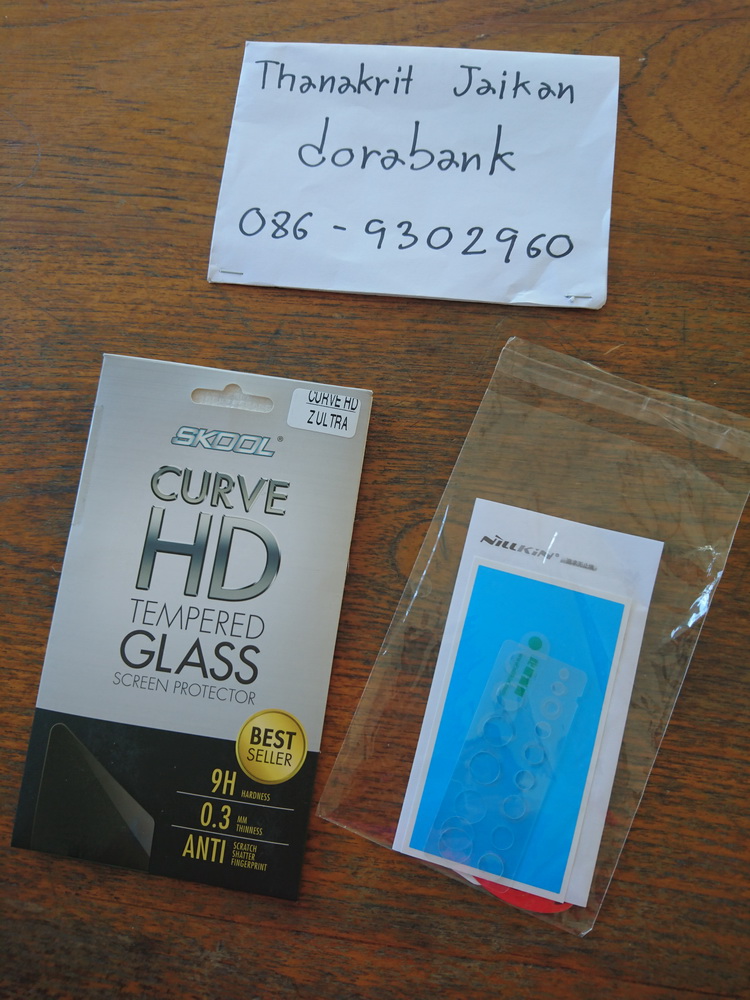 Thanakrit Jaikan
dorabank
086-9302960
CURVE HD
Z ULTRA
SKOOL®
CURVE
HD
TEMPERED
GLASS
SCREEN PROTECTOR
BEST
SELLER
9H HARDNESS
0.3 MM THINNESS
ANTI SCRATCH
SHATTER
FINGERPRINT
NILLKIN